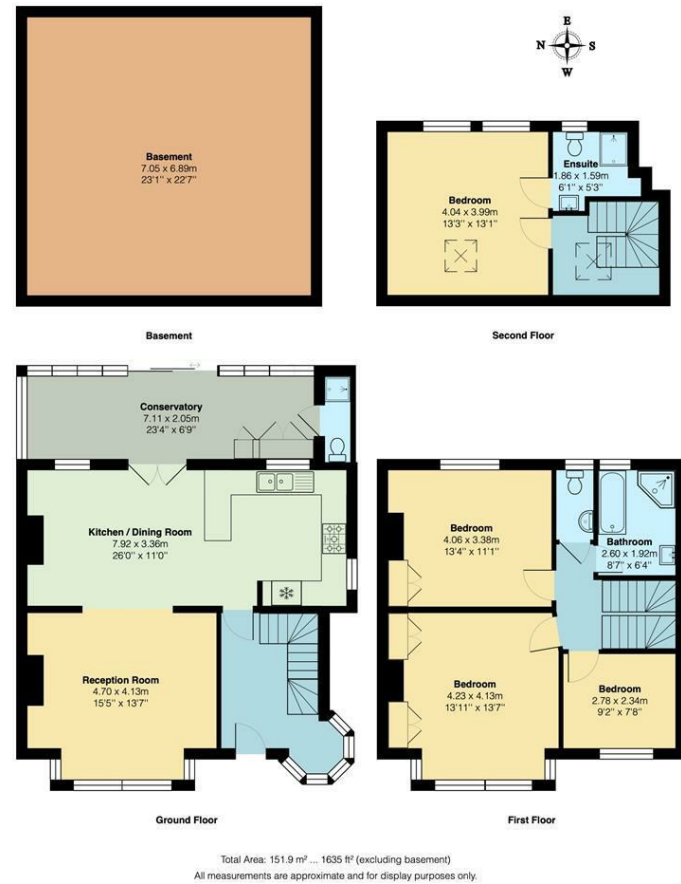 Basement
7.05 x 6.89m
23'1" x 22'7"
Basement
E
N S
W
Ensuite
1.86 x 1.59m
6'1" x 5'3"
Bedroom
4.04 x 3.99m
13'3" x 13'1"
Second Floor
Conservatory
7.11 x 2.05m
23'4" x 6'9"
Kitchen / Dining Room
7.92 x 3.36m
26'0" x 11'0"
Reception Room
4.70 x 4.13m
15'5" x 13'7"
Ground Floor
Bedroom
4.06 x 3.38m
13'4" x 11'1"
Bathroom
2.60 x 1.92m
8'7" x 6'4"
Bedroom
4.23 x 4.13m
13'11" x 13'7"
Bedroom
2.78 x 2.34m
9'2" x 7'8"
First Floor
Total Area: 151.9 m² ... 1635 ft² (excluding basement)
All measurements are approximate and for display purposes only.